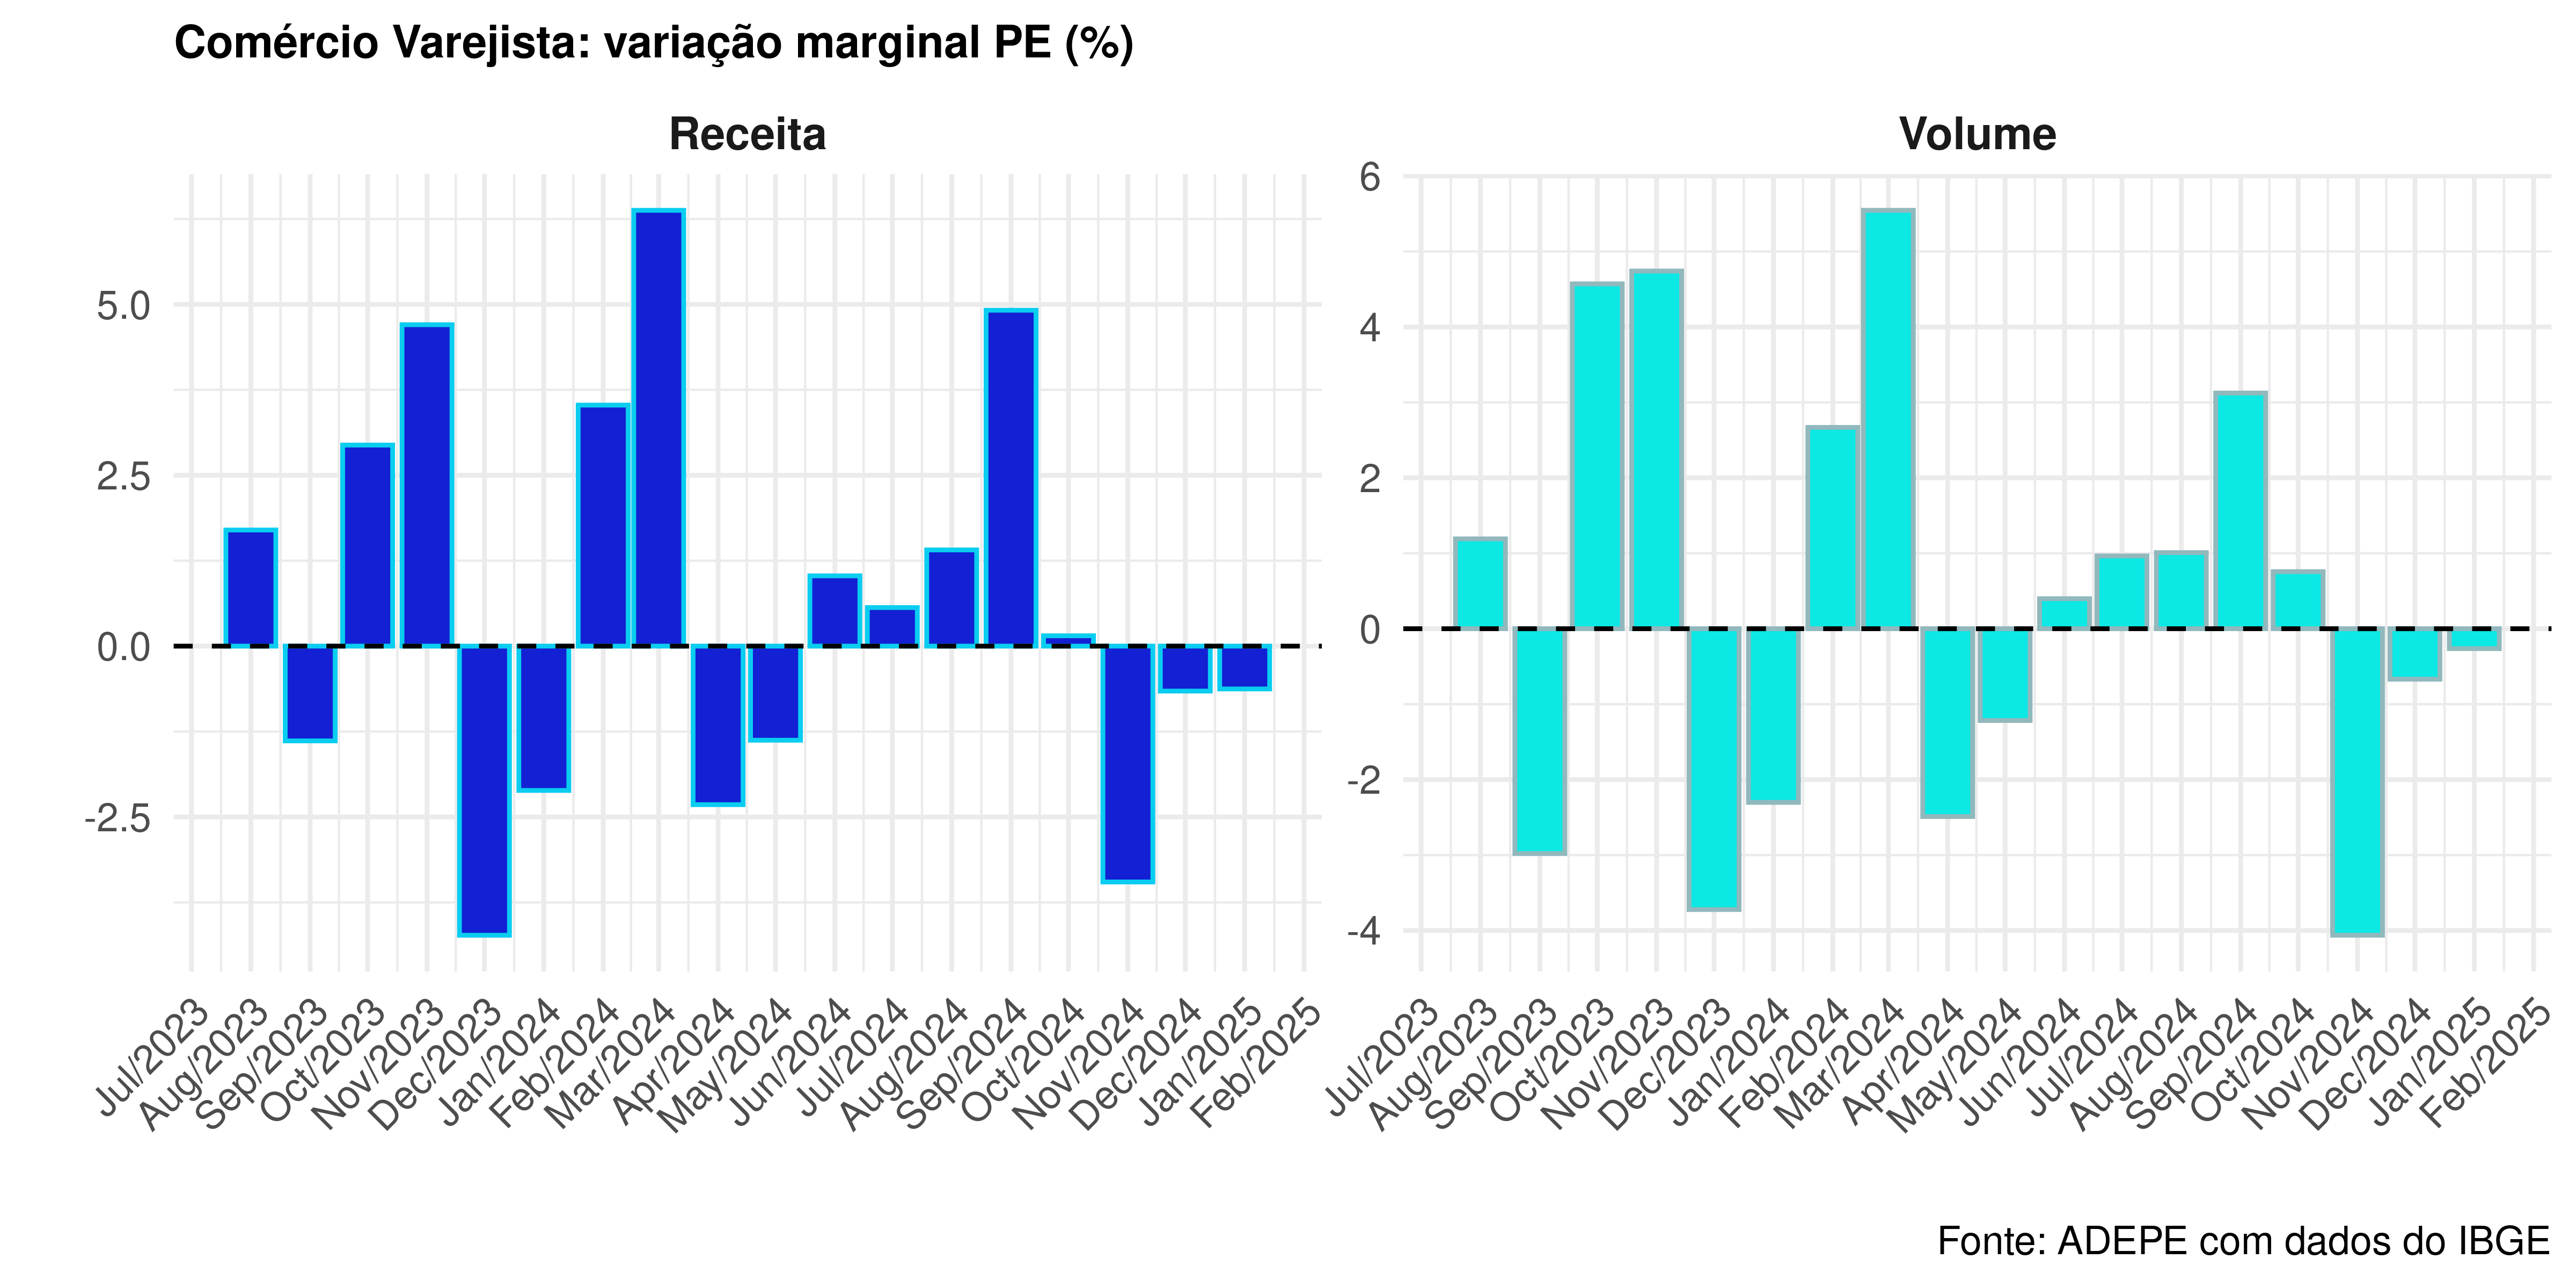 Comércio Varejista: variação marginal PE (%)
Receita
5.0
2.5
0.0
-2.5
Jul/2023
Aug/2023
Sep/2023
Oct/2023
Nov/2023
Dec/2023
Jan/2024
Feb/2024
Mar/2024
Apr/2024
May/2024
Jun/2024
Jul/2024
Aug/2024
Sep/2024
Oct/2024
Nov/2024
Dec/2024
Jan/2025
Feb/2025
Volume
6
4
2
0
-2
-4
Jul/2023
Aug/2023
Sep/2023
Oct/2023
Nov/2023
Dec/2023
Jan/2024
Feb/2024
Mar/2024
Apr/2024
May/2024
Jun/2024
Jul/2024
Aug/2024
Sep/2024
Oct/2024
Nov/2024
Dec/2024
Jan/2025
Feb/2025
Fonte: ADEPE com dados do IBGE